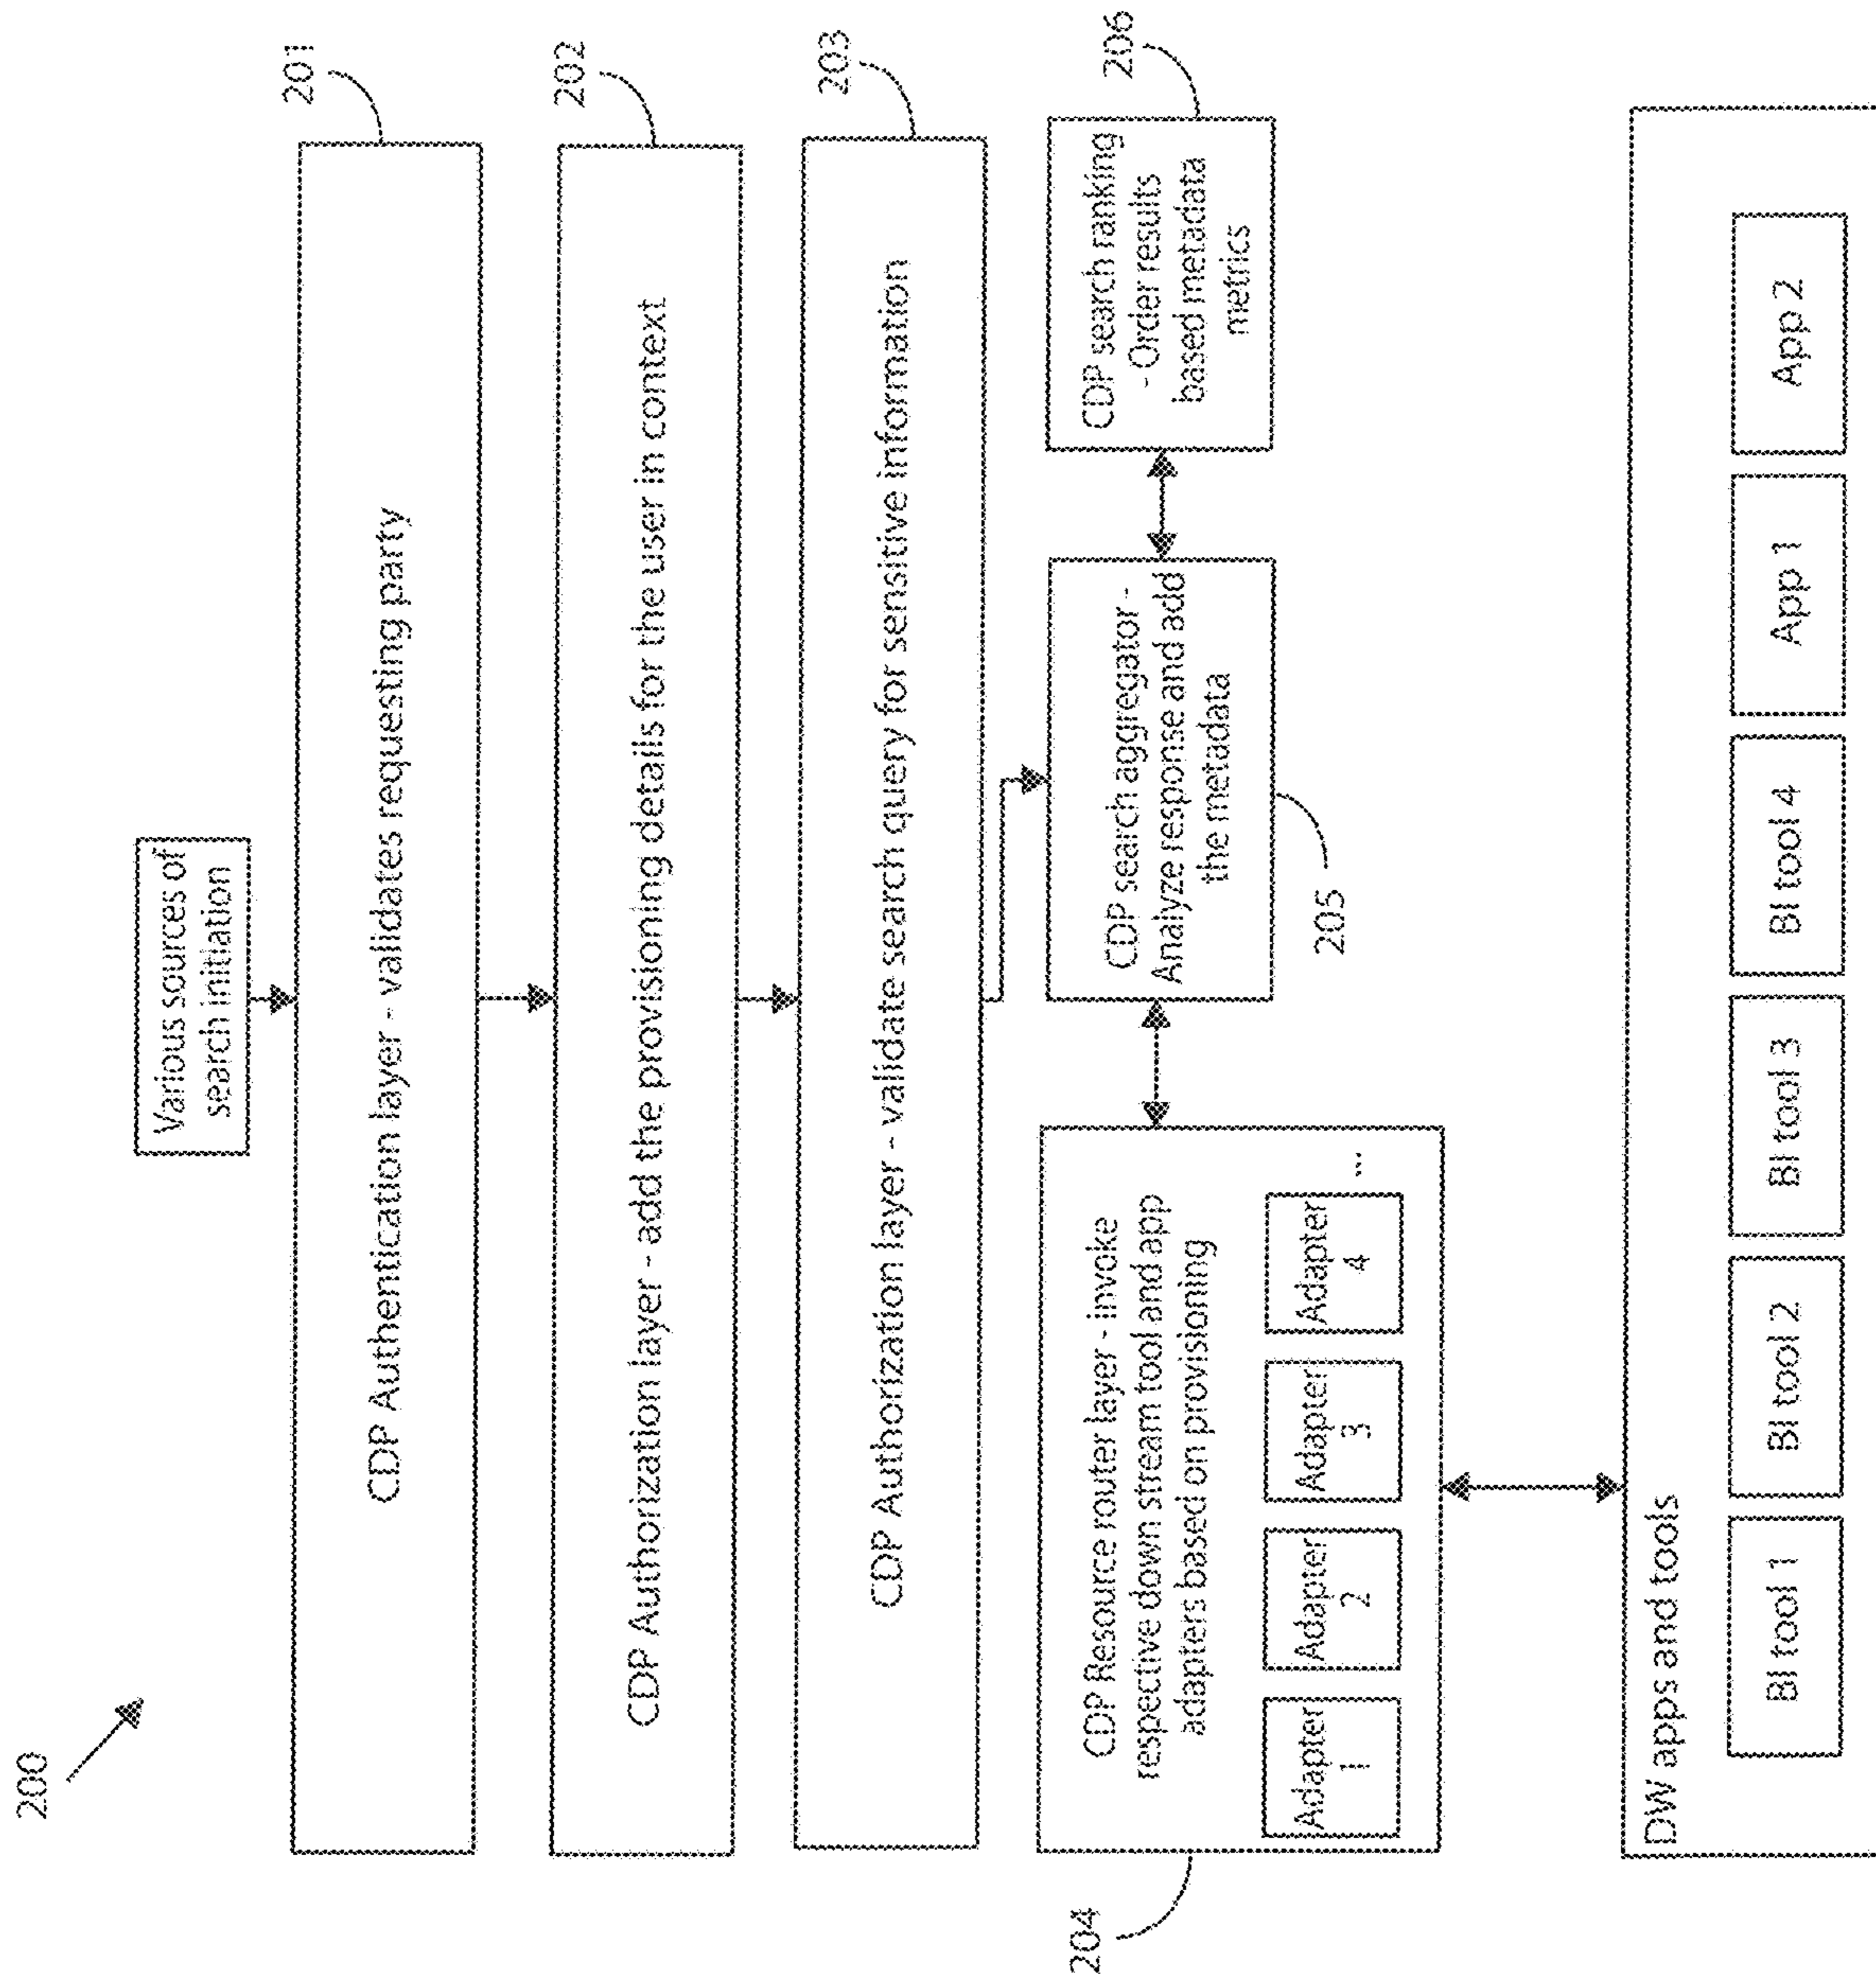 200
Various sources of
search initiation
201
CDP Authentication layer - validates requesting party
202
CDP Authorization layer - add the provisioning details for the user in context
203
CDP Authorization layer - validate search query for sensitive information
204
CDP Resource router layer - invoke
respective down stream tool and app
adapters based on provisioning
Adapter
1
Adapter
2
Adapter
3
Adapter
4
...
CDP search aggregator -
Analyze response and add
the metadata
205
CDP search ranking
- Order results
based metadata
metrics
206
DW apps and tools
BI tool 1
BI tool 2
BI tool 3
BI tool 4
App 1
App 2